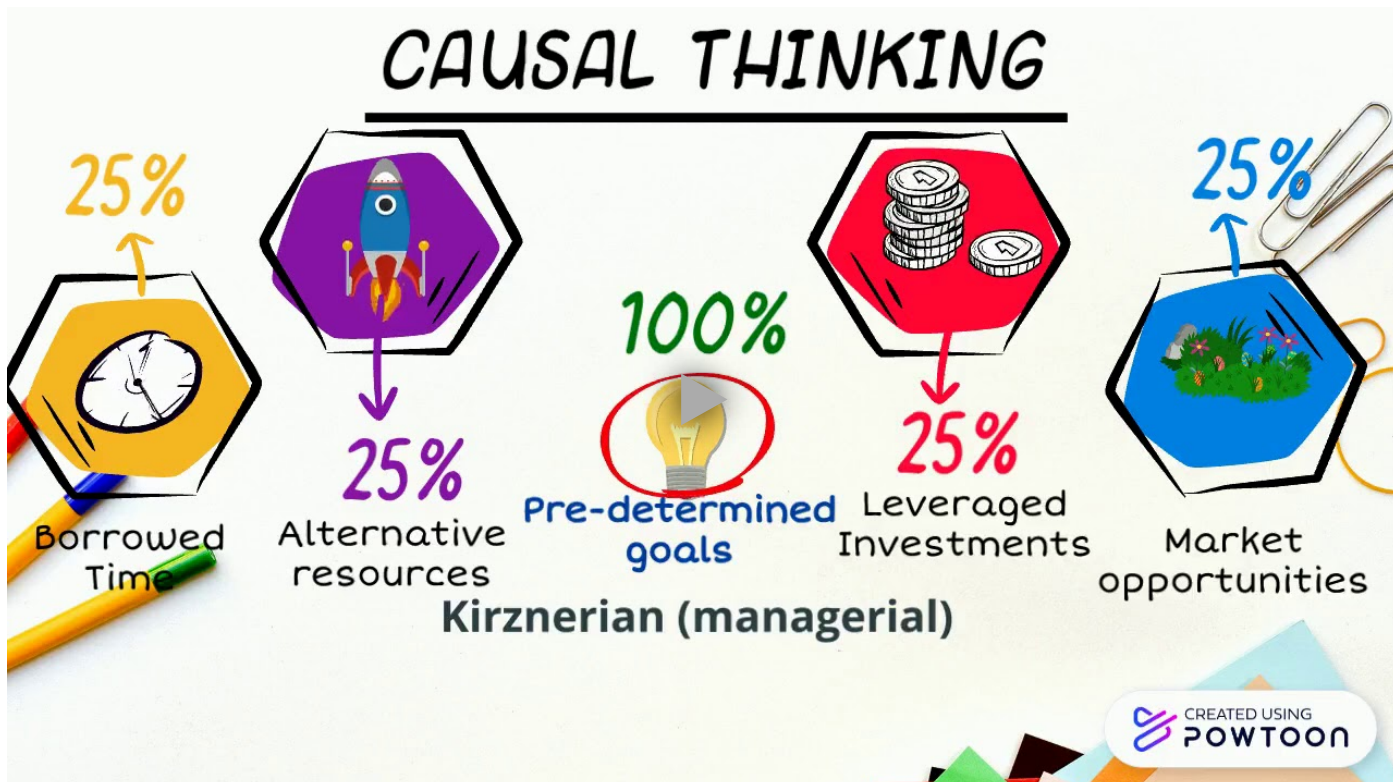 CAUSAL THINKING
25%
Borrowed
Time
25%
Alternative
resources
100%
Pre-determined
goals
25%
Leveraged
Investments
25%
Market
opportunities
Kirznerian (managerial)
CREATED USING
POWTOON